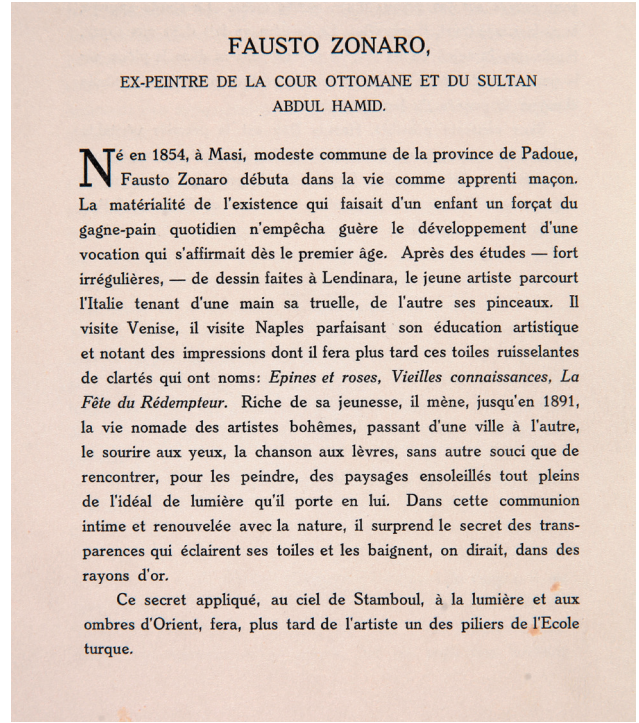 FAUSTO ZONARO,
EX-PEINTRE DE LA COUR OTTOMANE ET DU SULTAN
ABDUL HAMID.
Né en 1854, à Masi, modeste commune de la province de Padoue,
Fausto Zonaro débuta dans la vie comme apprenti maçon.
La matérialité de l'existence qui faisait d'un enfant un forçat du
gagne-pain quotidien n'empêcha guère le développement d'une
vocation qui s'affirmait dès le premier âge. Après des études — fort
irrégulières, — de dessin faites à Lendinara, le jeune artiste parcourt
l'Italie tenant d'une main sa truelle, de l'autre ses pinceaux. Il
visite Venise, il visite Naples parfaisant son éducation artistique
et notant des impressions dont il fera plus tard ces toiles ruisselantes
de clartés qui ont noms: Epines et roses, Vieilles connaissances, La
Fête du Rédempteur. Riche de sa jeunesse, il mène, jusqu'en 1891,
la vie nomade des artistes bohêmes, passant d'une ville à l'autre,
le sourire aux yeux, la chanson aux lèvres, sans autre souci que de
rencontrer, pour les peindre, des paysages ensoleillés tout pleins
de l'idéal de lumière qu'il porte en lui. Dans cette communion
intime et renouvelée avec la nature, il surprend le secret des trans-
parences qui éclairent ses toiles et les baignent, on dirait, dans des
rayons d'or.
Ce secret appliqué, au ciel de Stamboul, à la lumière et aux
ombres d'Orient, fera, plus tard de l'artiste un des piliers de l'Ecole
turque.